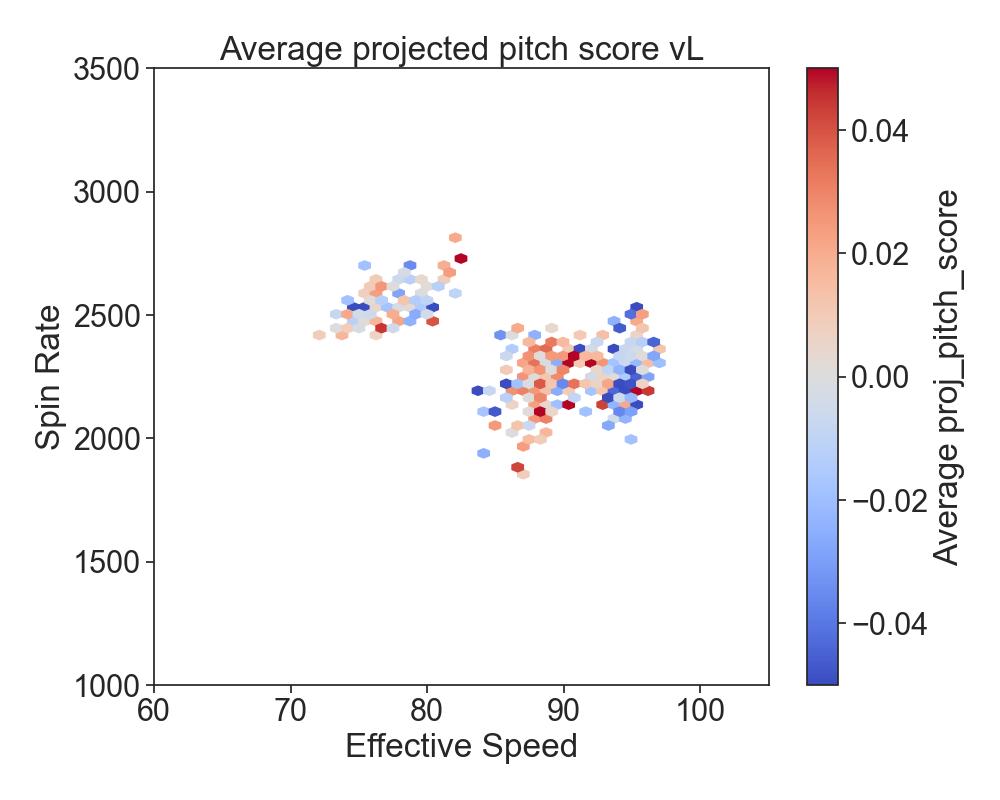 Average projected pitch score vL
3500
3000
2500
2000
1500
1000
Spin Rate
60 70 80 90 100
Effective Speed
0.04
0.02
0.00
−0.02
−0.04
Average proj_pitch_score